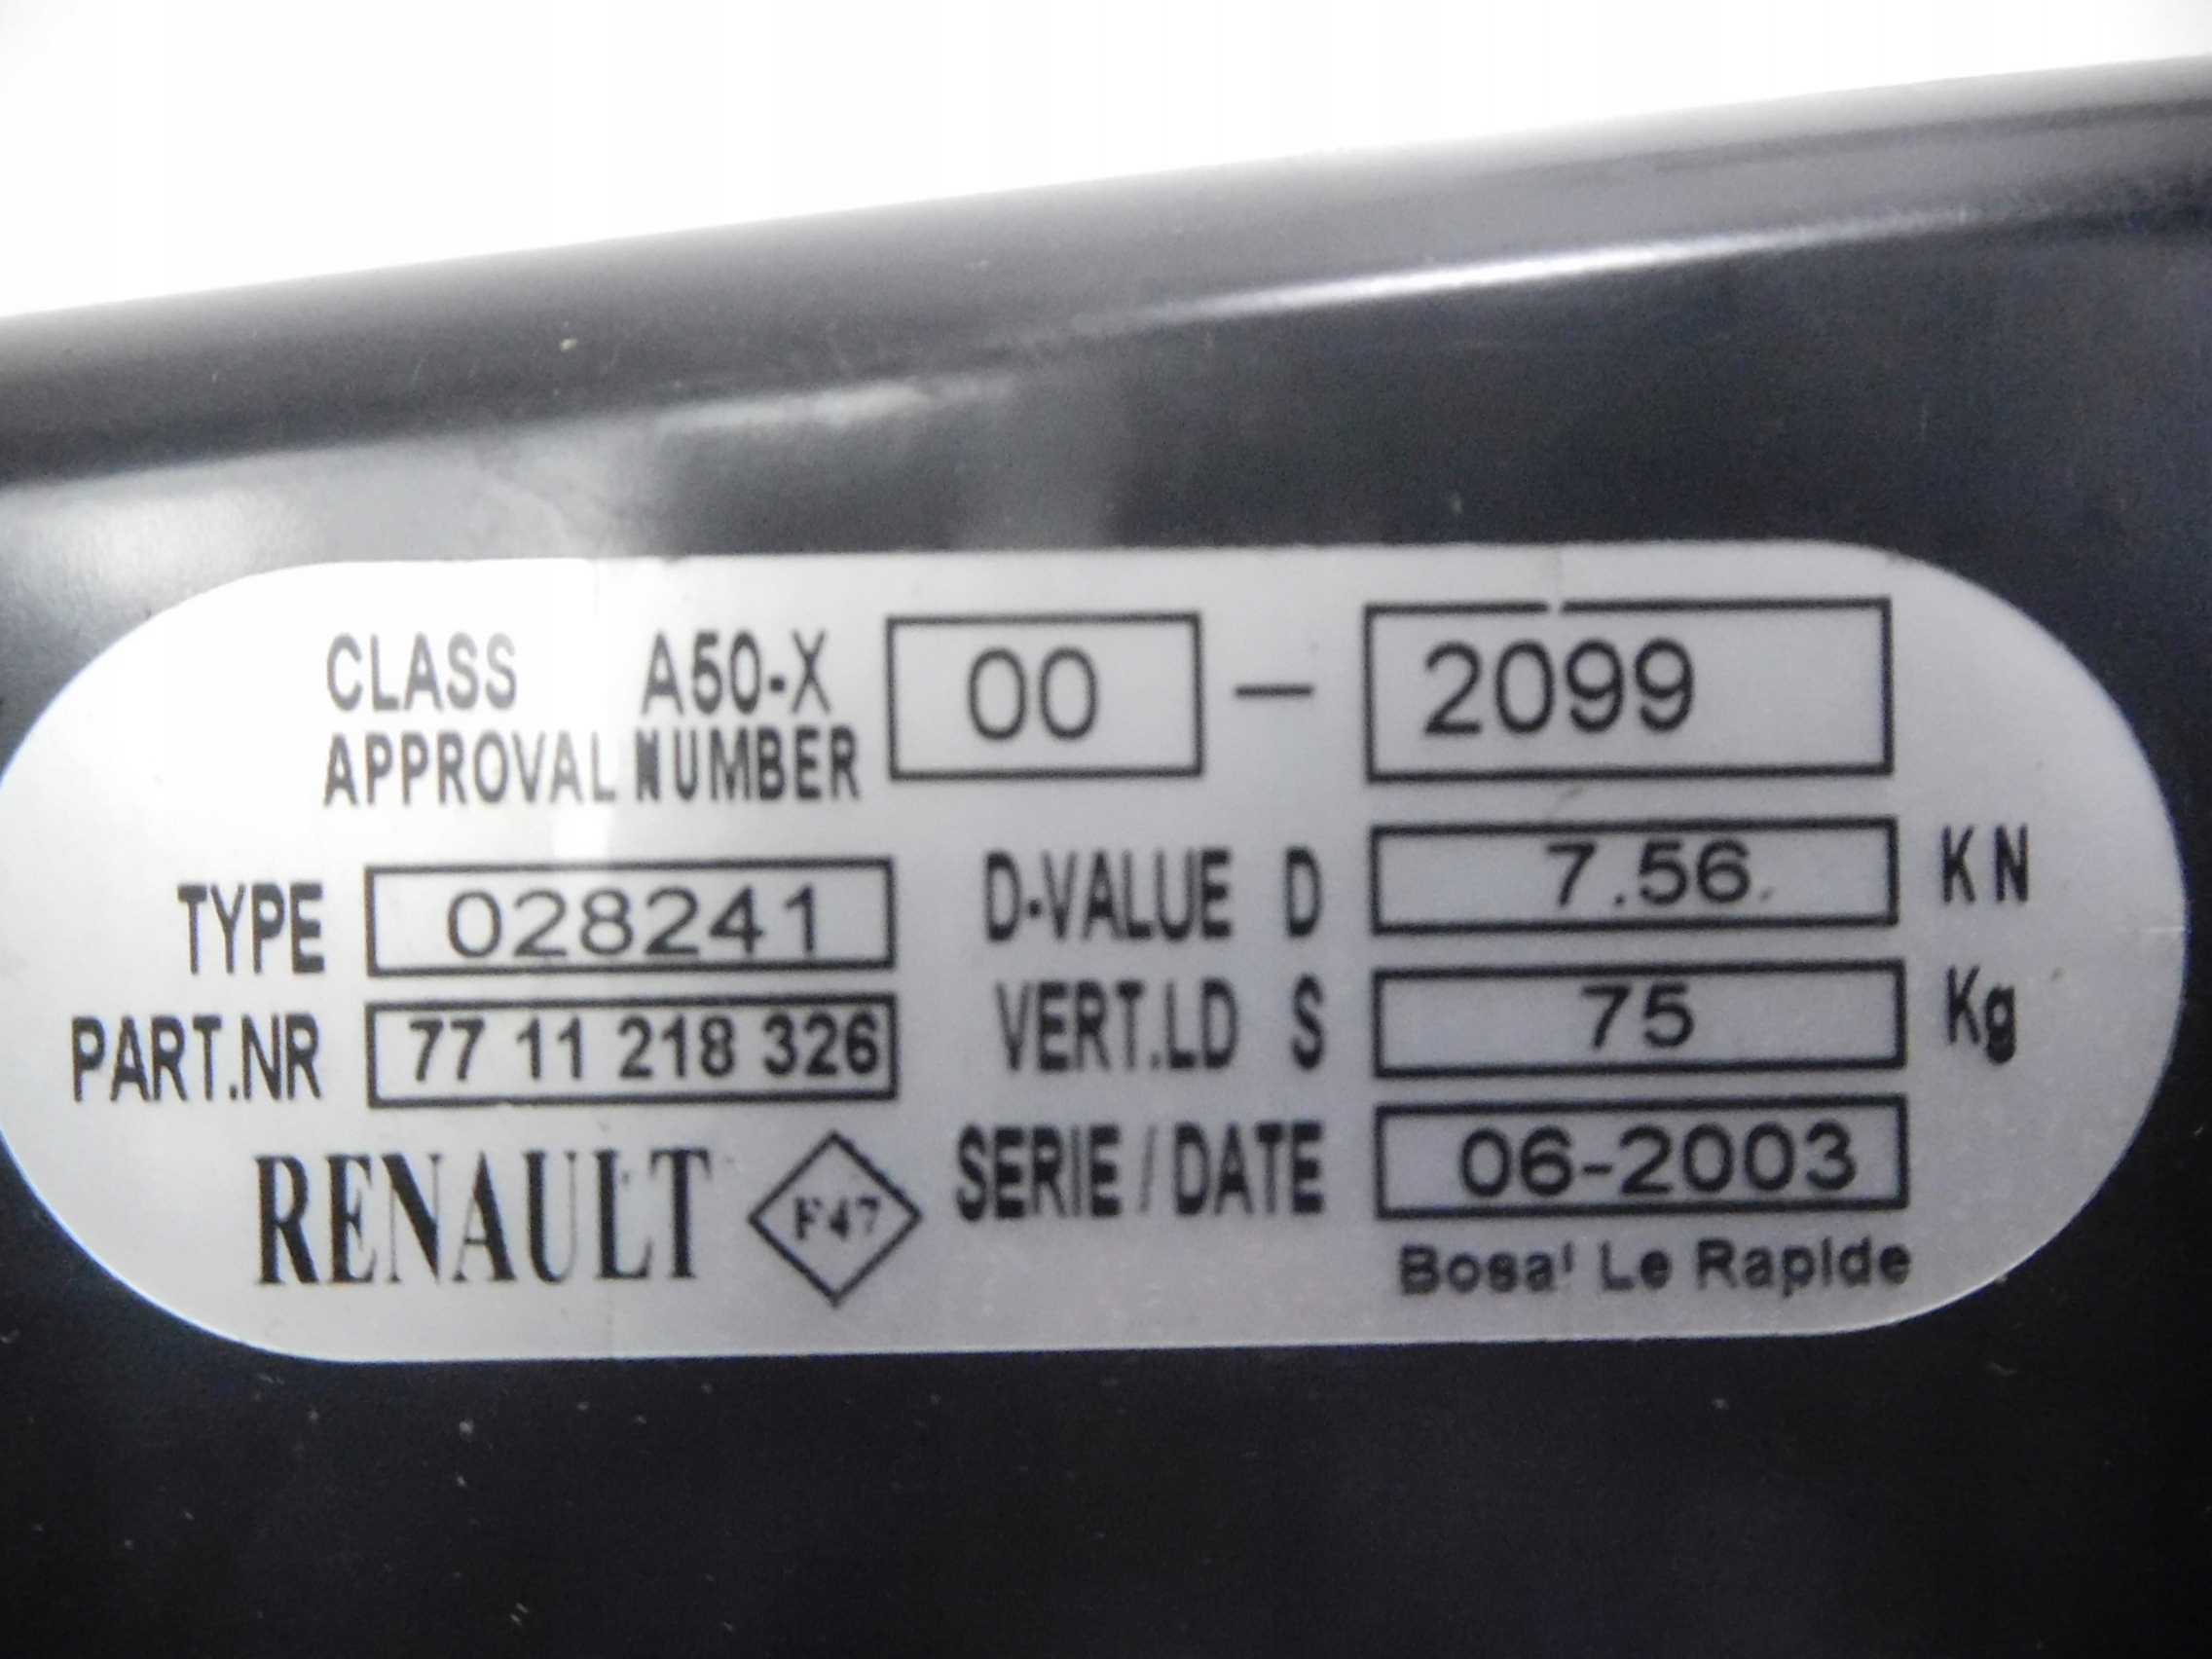 CLASS A50-X 00 – 2099
APPROVAL NUMBER
TYPE 028241 D-VALUE D 7.56 KN
PART.NR 77 11 218 326 VERT.LD S 75 Kg
RENAULT F47 SERIE / DATE 06-2003
Bosal Le Rapide